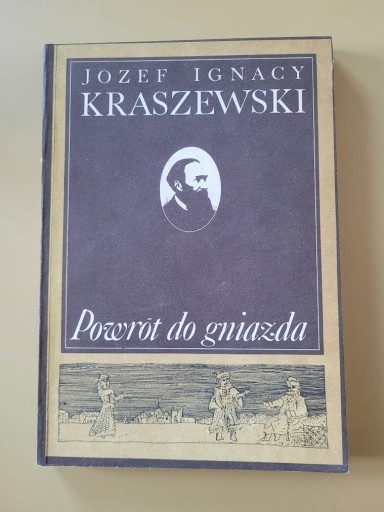 JOZEF IGNACY
KRASZEWSKI
Powrót do gniazda